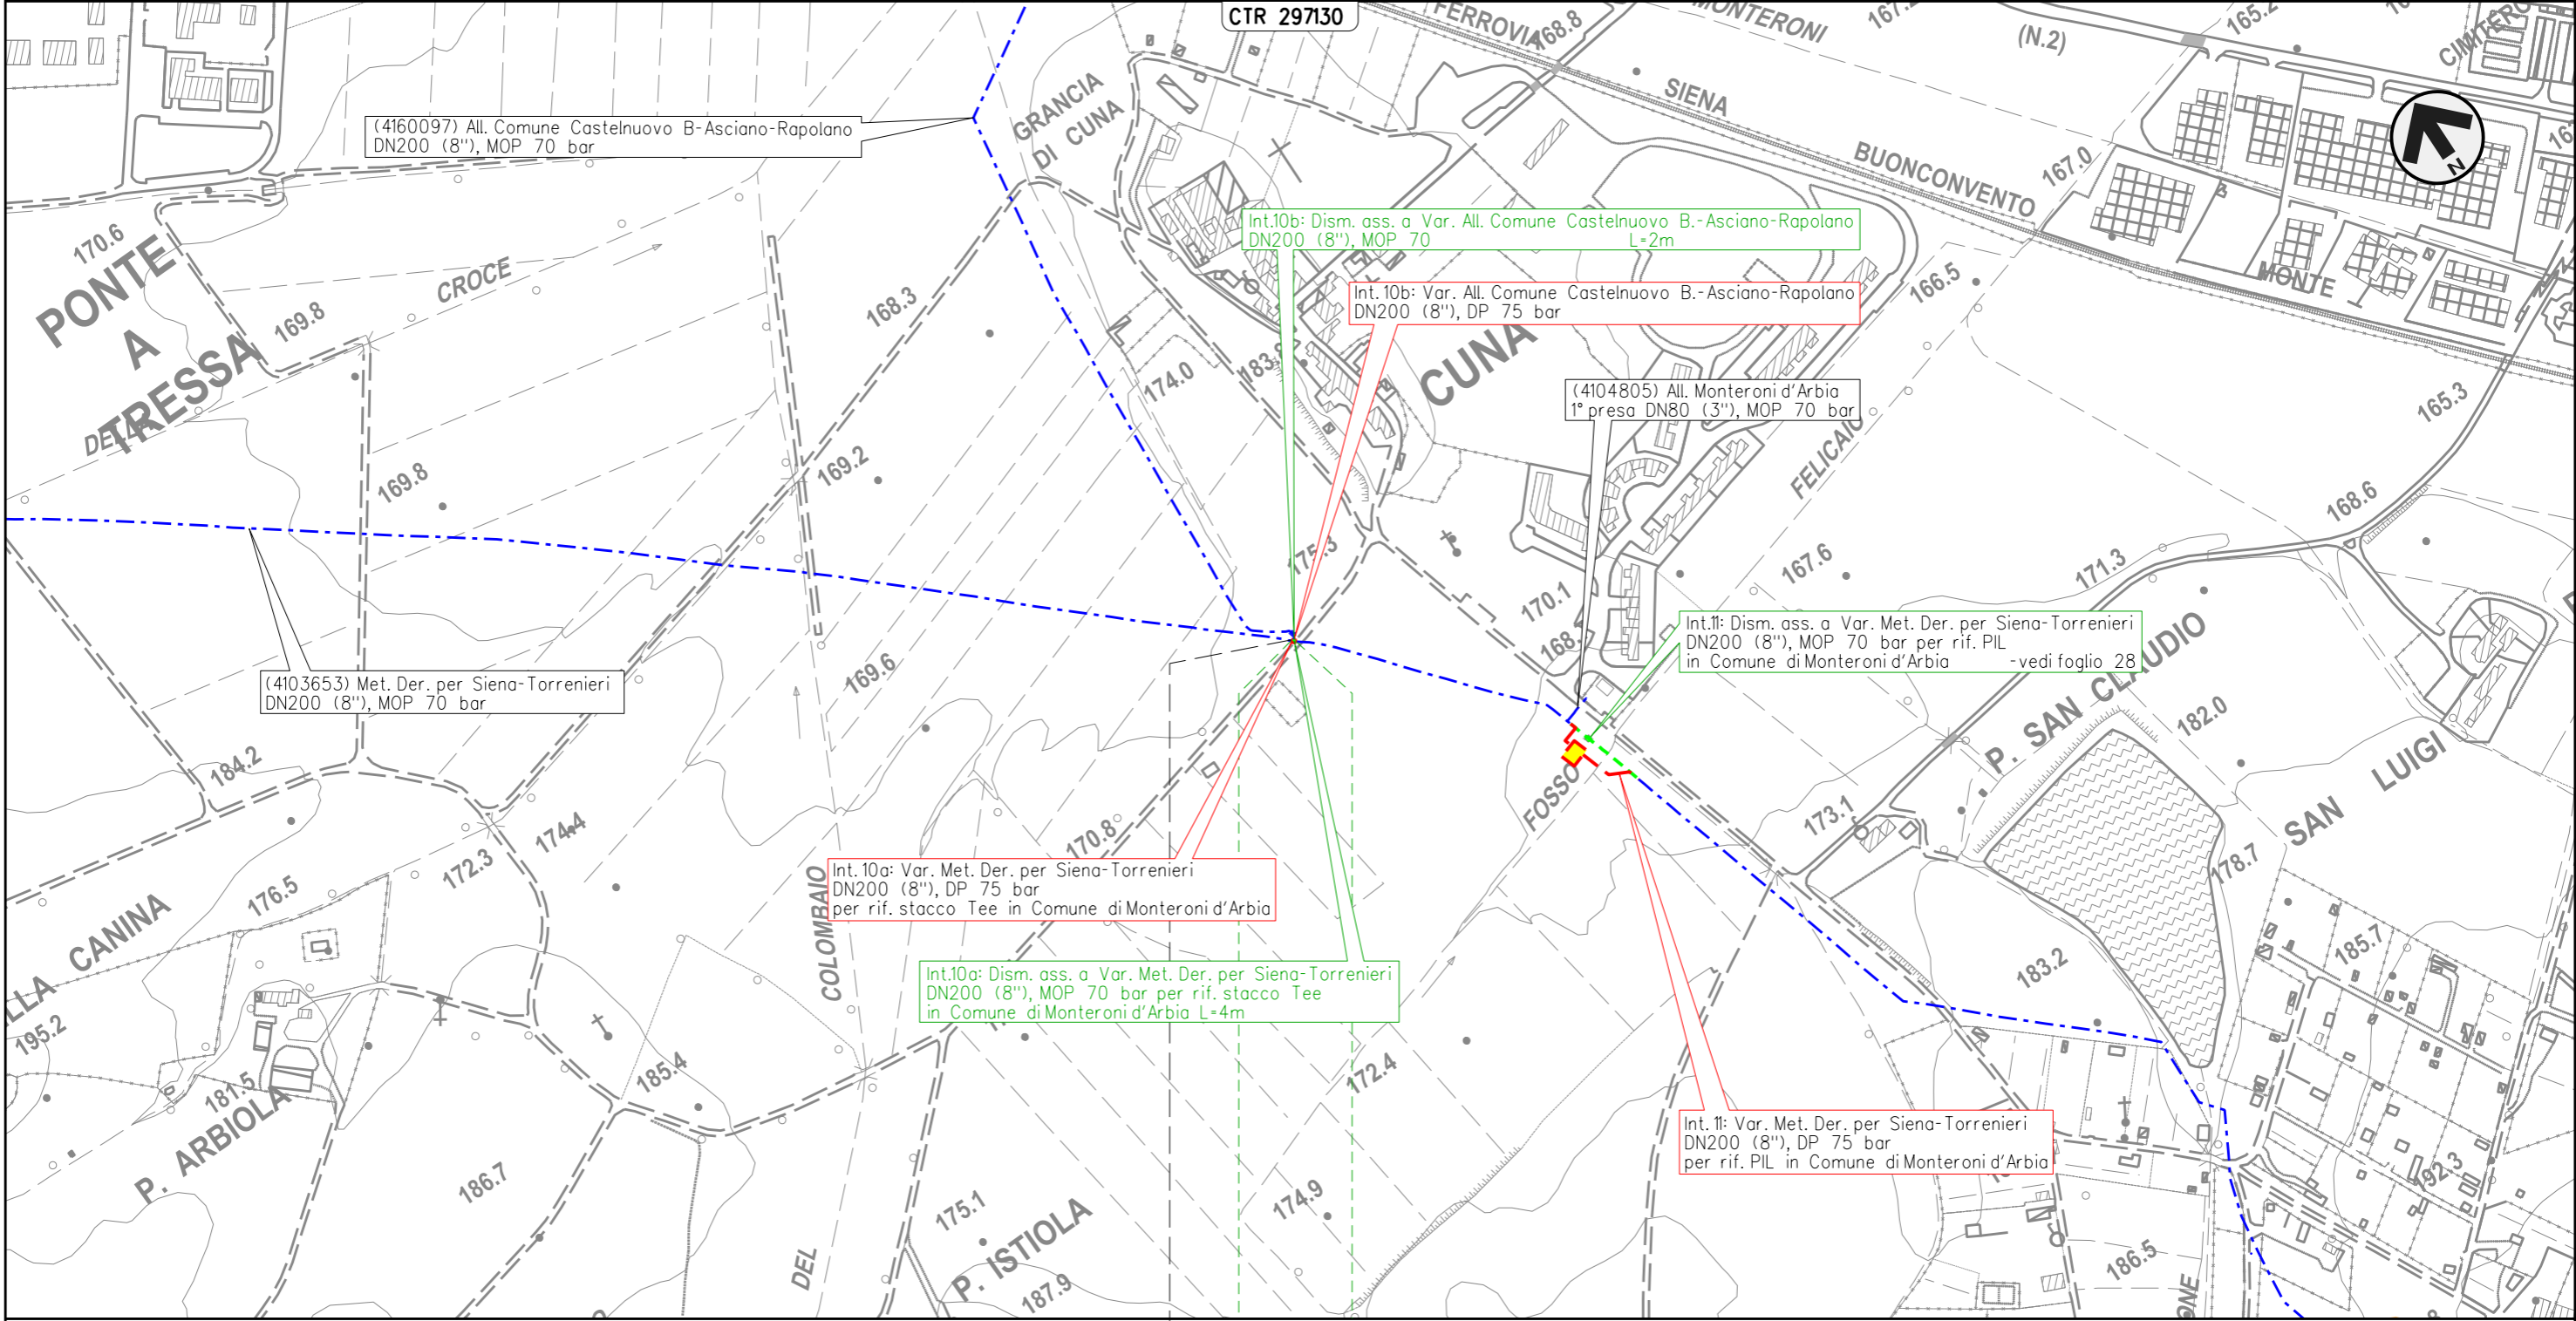 CTR 297130
FERROVIA
168.8
MONTERONI
(N.2)
165.2
CIMITERO
SIENA
BUONCONVENTO
167.0
MONTE
N
GRANCIA
DI CUNA
(4160097) All. Comune Castelnuovo B-Asciano-Rapolano
DN200 (8"), MOP 70 bar
170.6
PONTE
A
TRESSA
CROCE
169.8
168.3
Int.10b: Dism. ass. a Var. All. Comune Castelnuovo B.-Asciano-Rapolano
DN200 (8"), MOP 70 L=2m
Int. 10b: Var. All. Comune Castelnuovo B.-Asciano-Rapolano
DN200 (8"), DP 75 bar
166.5
174.0
CUNA
(4104805) All. Monteroni d'Arbia
1° presa DN80 (3"), MOP 70 bar
165.3
169.8
169.2
FELICAIO
168.6
175.3
167.6
171.3
170.1
Int.11: Dism. ass. a Var. Met. Der. per Siena-Torrenieri
DN200 (8"), MOP 70 bar per rif. PIL
in Comune di Monteroni d'Arbia -vedi foglio 28
(4103653) Met. Der. per Siena-Torrenieri
DN200 (8"), MOP 70 bar
169.6
P. SAN CLAUDIO
182.0
SAN LUIGI
184.2
FOSSO
173.1
174.4
172.3
170.8
178.7
Int. 10a: Var. Met. Der. per Siena-Torrenieri
DN200 (8"), DP 75 bar
per rif. stacco Tee in Comune di Monteroni d'Arbia
176.5
CANINA
COLOMBAIO
185.7
183.2
Int.10a: Dism. ass. a Var. Met. Der. per Siena-Torrenieri
DN200 (8"), MOP 70 bar per rif. stacco Tee
in Comune di Monteroni d'Arbia L=4m
195.2
181.5
P. ARBIOLA
185.4
172.4
Int. 11: Var. Met. Der. per Siena-Torrenieri
DN200 (8"), DP 75 bar
per rif. PIL in Comune di Monteroni d'Arbia
192.3
186.7
175.1
174.9
P. ISTIOLA
187.9
DEL
186.5